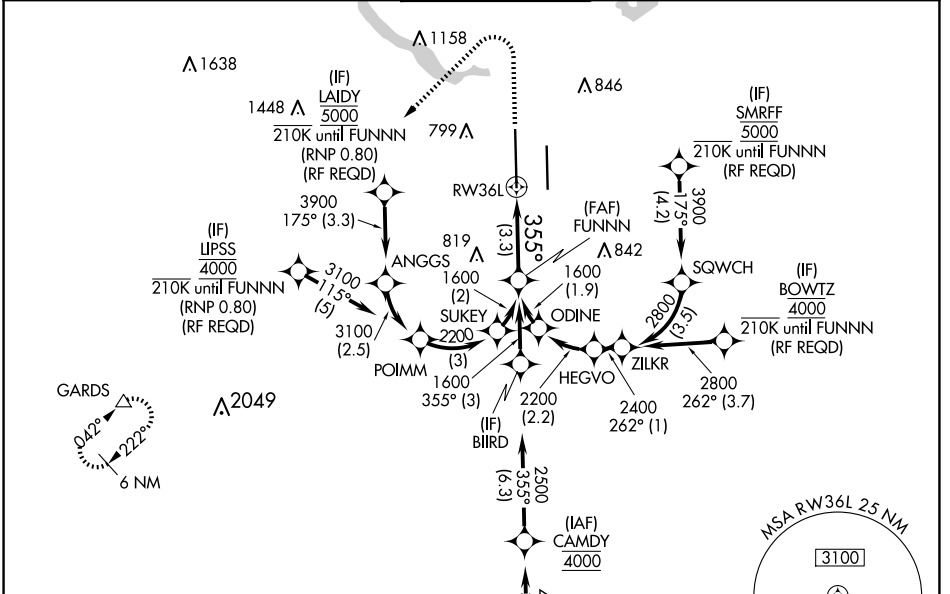 1158
1638
(IF)
LAIDY
5000
210K until FUNNN
(RNP 0.80)
(RF REQD)
1448
799
846
(IF)
SMRFF
5000
210K until FUNNN
(RF REQD)
RW36L
3900
175° (3.3)
355°
(3.3)
(FAF)
FUNNN
3900
175°
(4.2)
(IF)
LIPSS
4000
210K until FUNNN
(RNP 0.80)
(RF REQD)
ANGGS
819
842
SQWCH
3100
115°
(5)
1600
(2)
1600
(1.9)
(IF)
BOWTZ
4000
210K until FUNNN
(RF REQD)
3100
(2.5)
SUKEY
ODINE
2800
(3.5)
2200
(3)
POIMM
ZILKR
HEGVO
1600
355° (3)
2200
(2.2)
2400
262° (1)
2800
262° (3.7)
(IF)
BIIRD
GARDS
042°
222°
6 NM
2049
2500
355°
(6.3)
(IAF)
CAMDY
4000
MSA RW36L 25 NM
3100